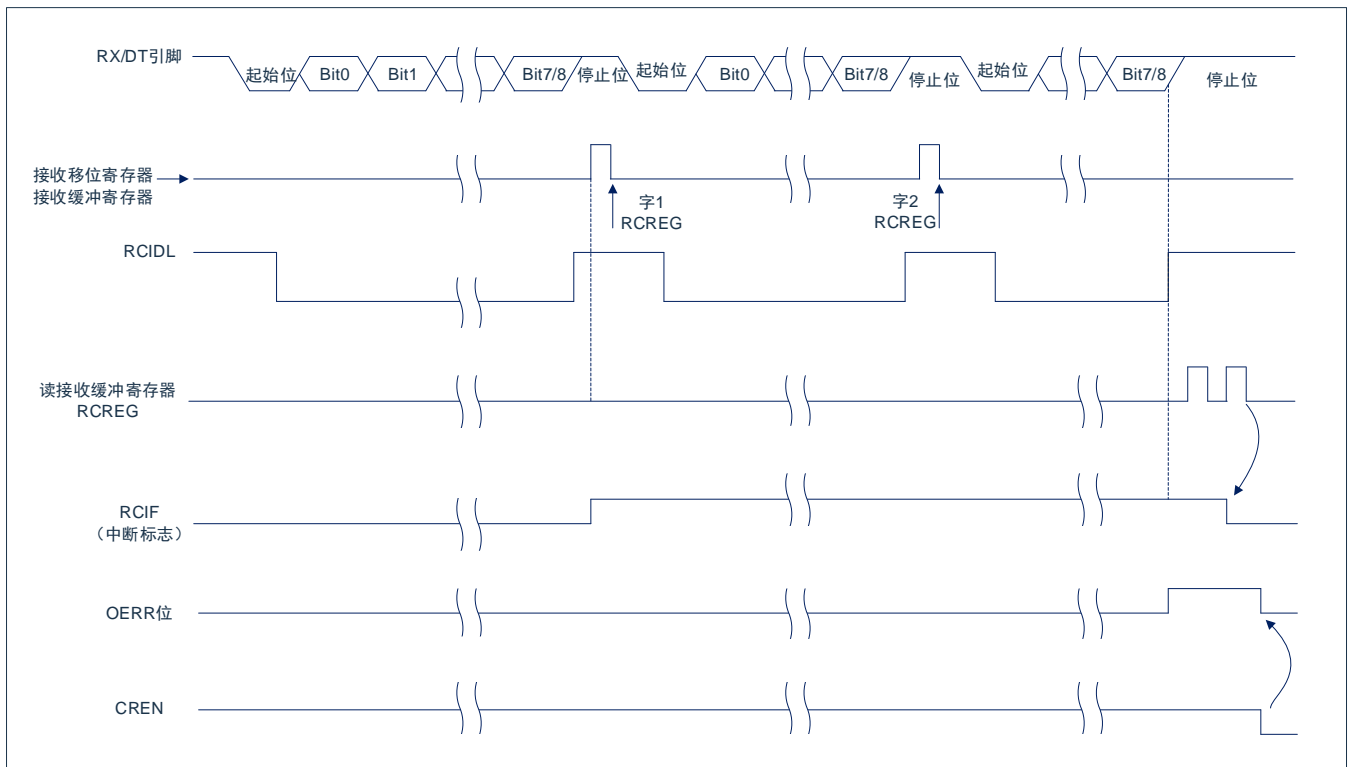 RX/DT引脚
起始位 Bit0 Bit1 Bit7/8 停止位 起始位 Bit0 Bit7/8 停止位 起始位 Bit7/8 停止位
接收移位寄存器
接收缓冲寄存器
字1
RCREG
字2
RCREG
RCIDL
读接收缓冲寄存器
RCREG
RCIF
（中断标志）
OERR位
CREN